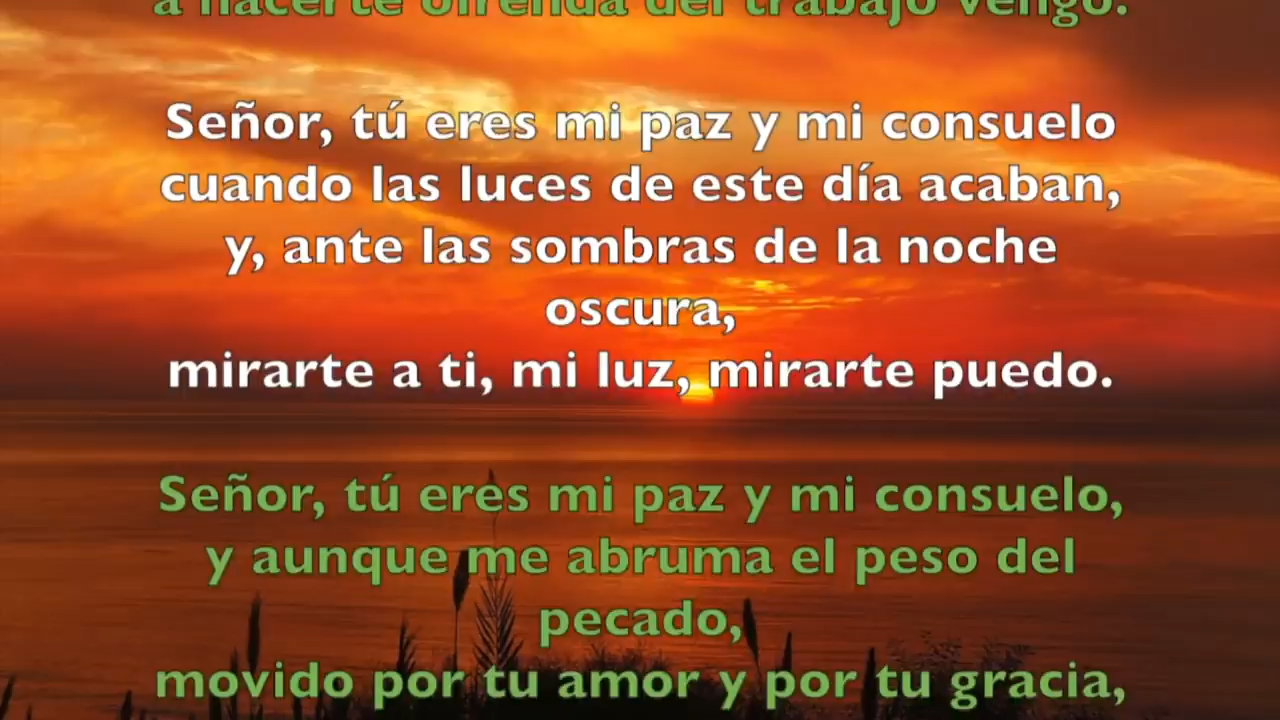 a hacerte ofrenda del trabajo vengo.
Señor, tú eres mi paz y mi consuelo
cuando las luces de este día acaban,
y, ante las sombras de la noche
oscura,
mirarte a ti, mi luz, mirarte puedo.
Señor, tú eres mi paz y mi consuelo,
y aunque me abruma el peso del
pecado,
movido por tu amor y por tu gracia,